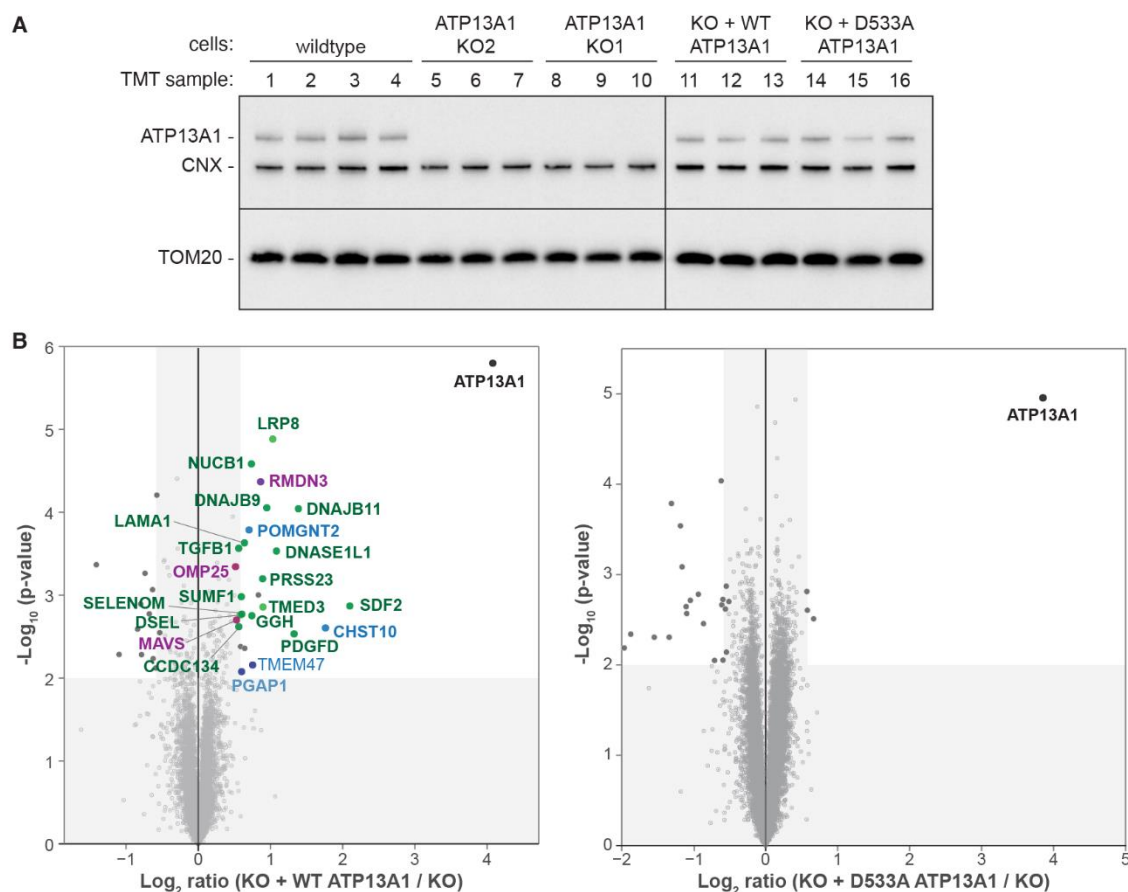 A
cells:
wildtype
ATP13A1
KO2
ATP13A1
KO1
KO + WT
ATP13A1
KO + D533A
ATP13A1
TMT sample:
1 2 3 4 5 6 7 8 9 10 11 12 13 14 15 16
ATP13A1 -
CNX -
TOM20 -
B
6
5
4
3
2
1
0
-Log10 (p-value)
ATP13A1
LRP8
NUCB1
RMDN3
DNAJB9
DNAJB11
LAMA1
POMGNT2
TGFB1
DNASE1L1
OMP25
PRSS23
SUMF1
TMED3
SDF2
SELENOM
DSEL
GGH
MAVS
CHST10
PDGFD
CCDC134
TMEM47
PGAP1
−1 0 1 2 3 4
Log2 ratio (KO + WT ATP13A1 / KO)
5
4
3
2
1
0
-Log10 (p-value)
ATP13A1
−2 −1 0 1 2 3 4 5
Log2 ratio (KO + D533A ATP13A1 / KO)